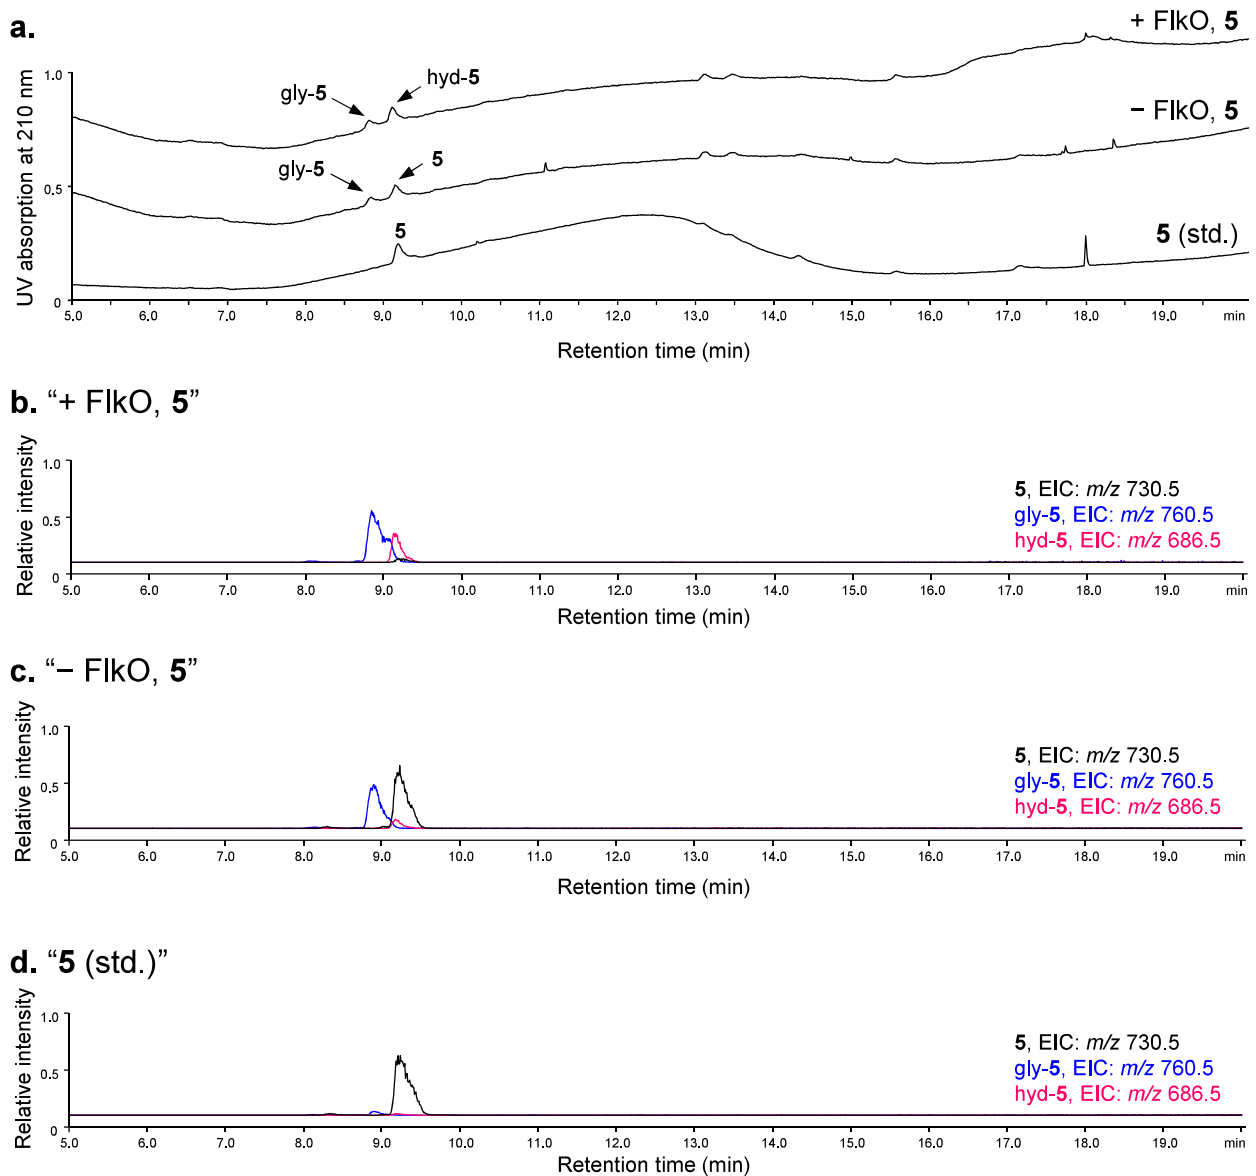 a.
+ FlkO, 5
hyd-5
gly-5
1.0
− FlkO, 5
5
gly-5
0.5
5
5 (std.)
0
UV absorption at 210 nm
5.0 6.0 7.0 8.0 9.0 10.0 11.0 12.0 13.0 14.0 15.0 16.0 17.0 18.0 19.0 min
Retention time (min)
b. “+ FlkO, 5”
Relative intensity
1.0
0.5
0
5, EIC: m/z 730.5
gly-5, EIC: m/z 760.5
hyd-5, EIC: m/z 686.5
5.0 6.0 7.0 8.0 9.0 10.0 11.0 12.0 13.0 14.0 15.0 16.0 17.0 18.0 19.0 min
Retention time (min)
c. “− FlkO, 5”
Relative intensity
1.0
0.5
0
5, EIC: m/z 730.5
gly-5, EIC: m/z 760.5
hyd-5, EIC: m/z 686.5
5.0 6.0 7.0 8.0 9.0 10.0 11.0 12.0 13.0 14.0 15.0 16.0 17.0 18.0 19.0 min
Retention time (min)
d. “5 (std.)”
Relative intensity
1.0
0.5
0
5, EIC: m/z 730.5
gly-5, EIC: m/z 760.5
hyd-5, EIC: m/z 686.5
5.0 6.0 7.0 8.0 9.0 10.0 11.0 12.0 13.0 14.0 15.0 16.0 17.0 18.0 19.0 min
Retention time (min)